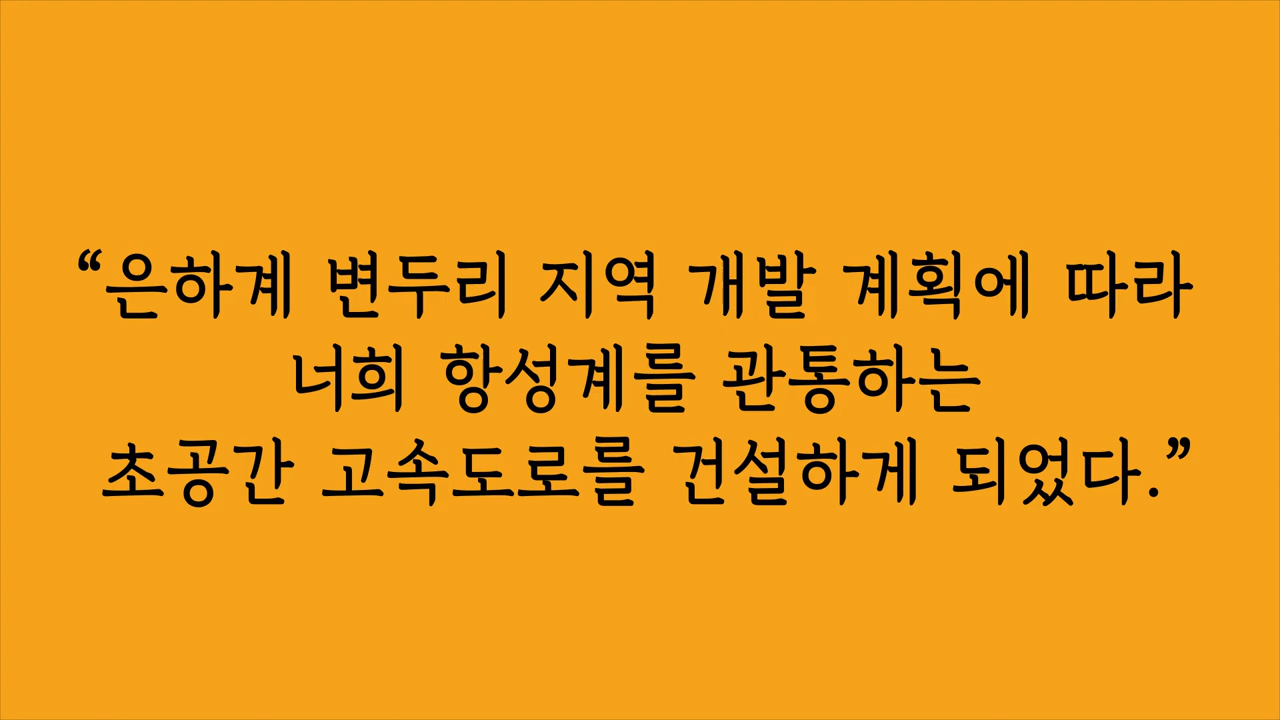 “은하계 변두리 지역 개발 계획에 따라
너희 항성계를 관통하는
초공간 고속도로를 건설하게 되었다.”